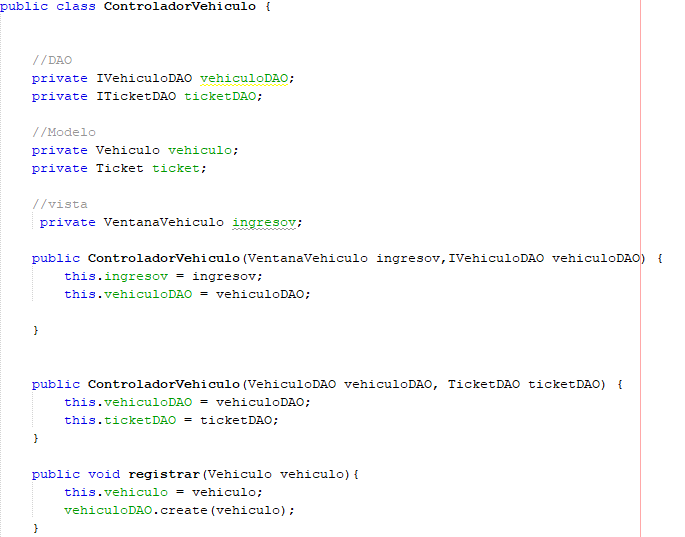 public class ControladorVehiculo {
//DAO
private IVehiculoDAO vehiculoDAO;
private ITicketDAO ticketDAO;
//Modelo
private Vehiculo vehiculo;
private Ticket ticket;
//vista
private VentanaVehiculo ingresov;
public ControladorVehiculo(VentanaVehiculo ingresov,IVehiculoDAO vehiculoDAO) {
this.ingresov = ingresov;
this.vehiculoDAO = vehiculoDAO;
}
public ControladorVehiculo(VehiculoDAO vehiculoDAO, TicketDAO ticketDAO) {
this.vehiculoDAO = vehiculoDAO;
this.ticketDAO = ticketDAO;
}
public void registrar(Vehiculo vehiculo){
this.vehiculo = vehiculo;
vehiculoDAO.create(vehiculo);
}